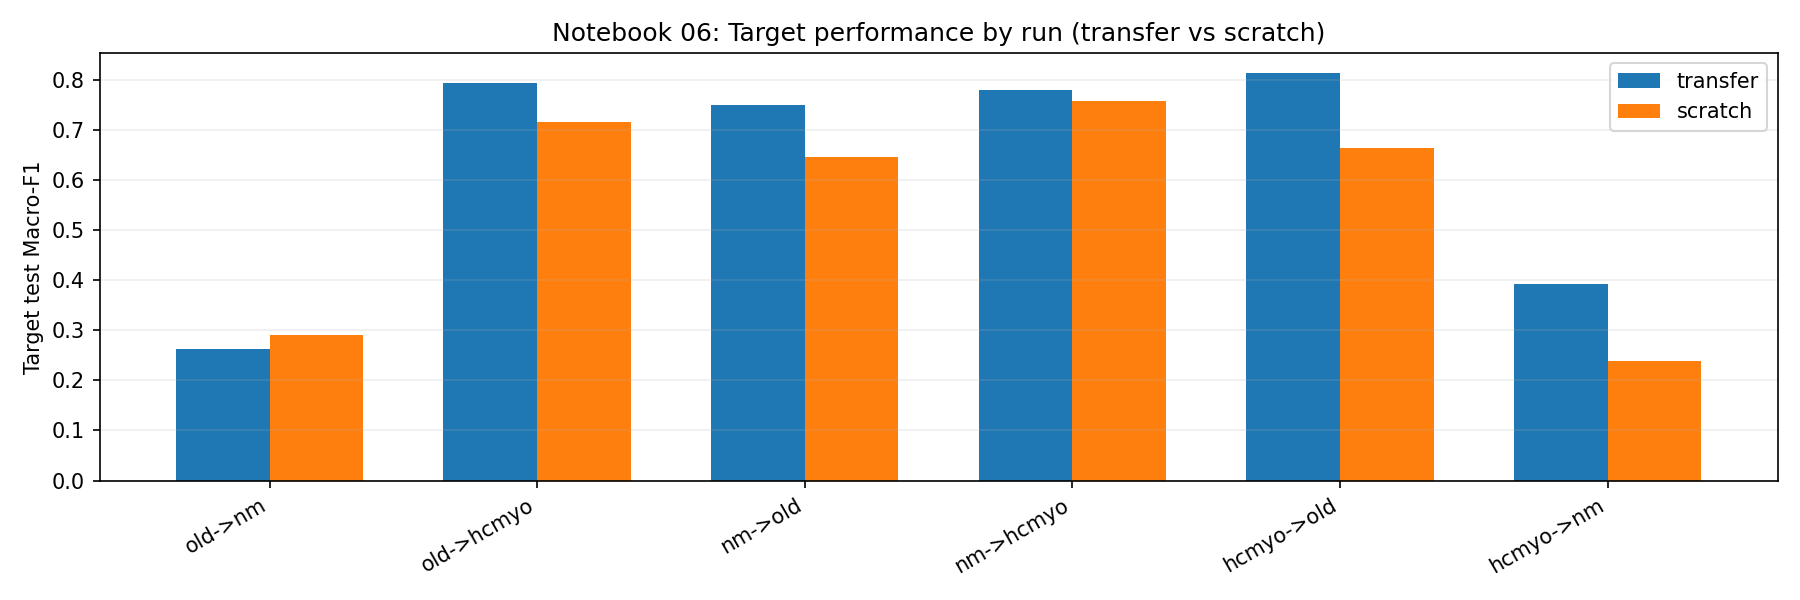 Notebook 06: Target performance by run (transfer vs scratch)
transfer
scratch
Target test Macro-F1
0.8
0.7
0.6
0.5
0.4
0.3
0.2
0.1
0.0
old->nm
old->hcmyo
nm->old
nm->hcmyo
hcmyo->old
hcmyo->nm